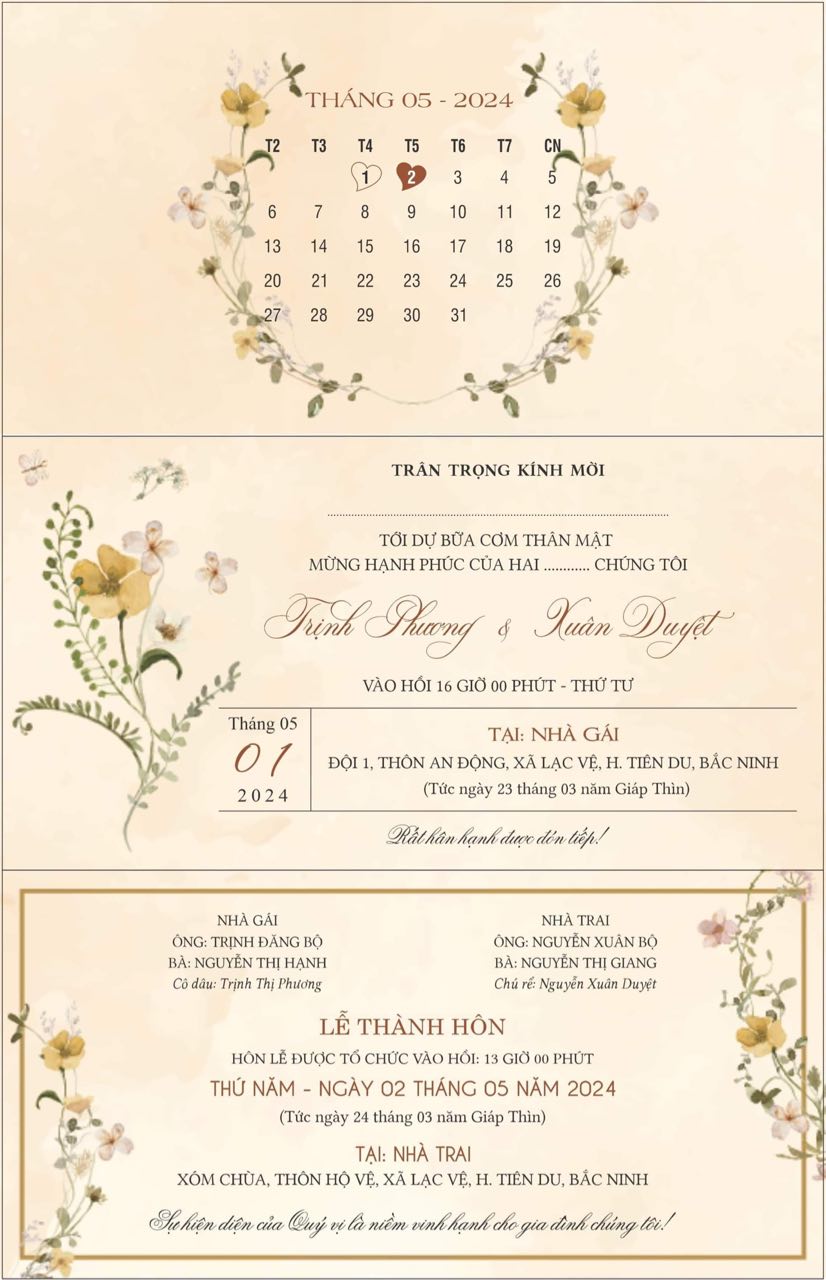 THÁNG 05 - 2024
T2 T3 T4 T5 T6 T7 CN
1 2 3 4 5
6 7 8 9 10 11 12
13 14 15 16 17 18 19
20 21 22 23 24 25 26
27 28 29 30 31
TRÂN TRỌNG KÍNH MỜI
TỚI DỰ BỮA CƠM THÂN MẬT
MỪNG HẠNH PHÚC CỦA HAI ............ CHÚNG TÔI
Trịnh Phương & Xuân Duyệt
VÀO HỒI 16 GIỜ 00 PHÚT - THỨ TƯ
Tháng 05
01
2024
TẠI: NHÀ GÁI
ĐỘI 1, THÔN AN ĐỘNG, XÃ LẠC VỆ, H. TIÊN DU, BẮC NINH
(Tức ngày 23 tháng 03 năm Giáp Thìn)
Rất hân hạnh được đón tiếp!
NHÀ GÁI
ÔNG: TRỊNH ĐĂNG BỘ
BÀ: NGUYỄN THỊ HẠNH
Cô dâu: Trịnh Thị Phương
NHÀ TRAI
ÔNG: NGUYỄN XUÂN BỘ
BÀ: NGUYỄN THỊ GIANG
Chú rể: Nguyễn Xuân Duyệt
LỄ THÀNH HÔN
HÔN LỄ ĐƯỢC TỔ CHỨC VÀO HỒI: 13 GIỜ 00 PHÚT
THỨ NĂM - NGÀY 02 THÁNG 05 NĂM 2024
(Tức ngày 24 tháng 03 năm Giáp Thìn)
TẠI: NHÀ TRAI
XÓM CHÙA, THÔN HỘ VỆ, XÃ LẠC VỆ, H. TIÊN DU, BẮC NINH
Sự hiện diện của Quý vị là niềm vinh hạnh cho gia đình chúng tôi!